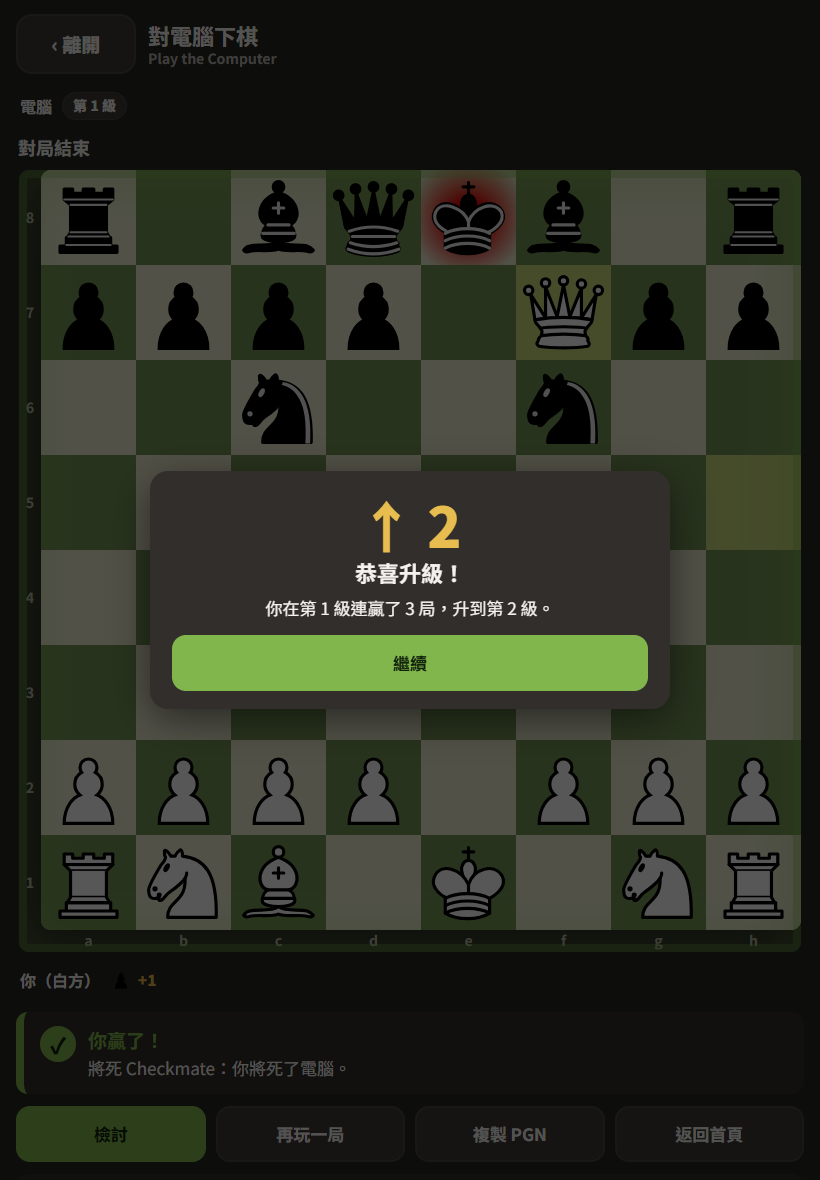 ‹ 離開
對電腦下棋
Play the Computer
電腦 第 1 級
對局結束
8
7
6
5
4
3
2
1
↑ 2
恭喜升級！
你在第 1 級連贏了 3 局，升到第 2 級。
繼續
a b c d e f g h
你（白方） +1
✓ 你贏了！
將死 Checkmate：你將死了電腦。
檢討 再玩一局 複製 PGN 返回首頁